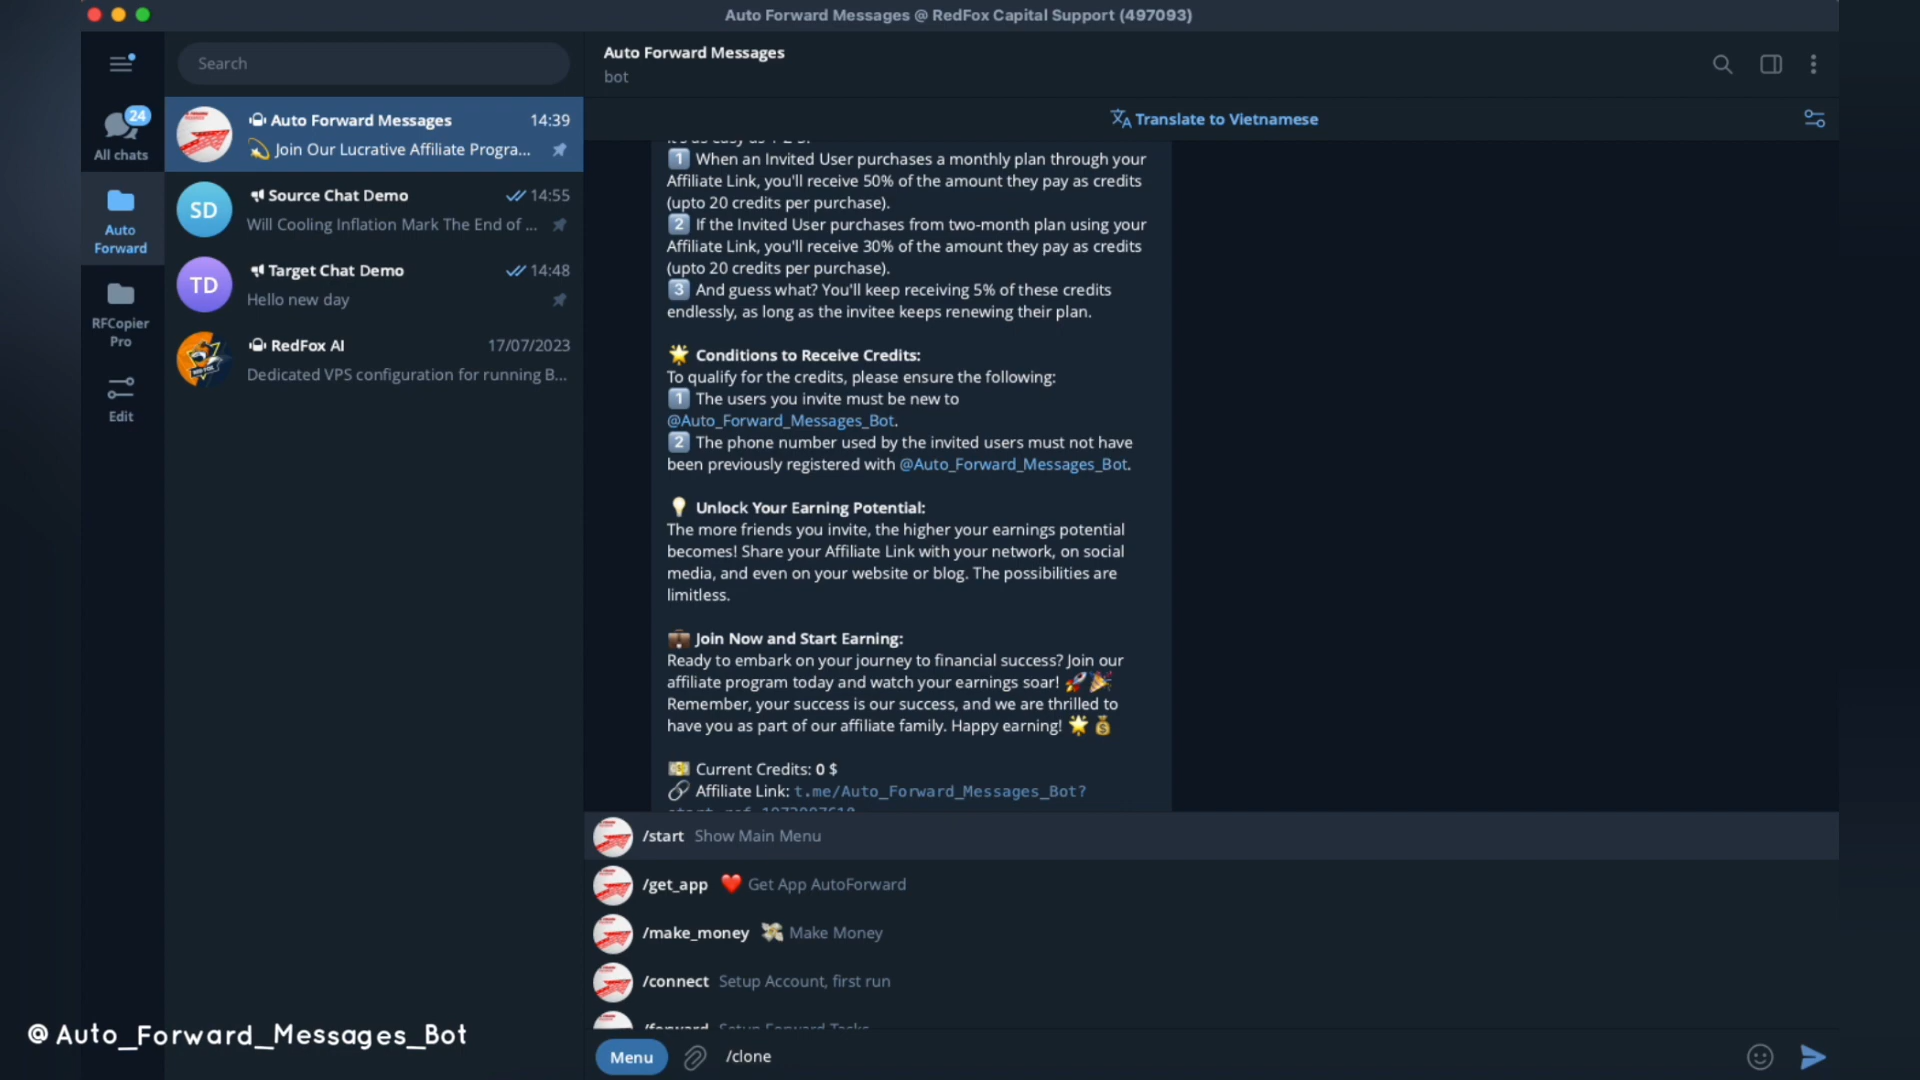 Auto Forward Messages @ RedFox Capital Support (497093)
Search
24
All chats
Auto
Forward
RFCopier
Pro
Edit
Auto Forward Messages 14:39
Join Our Lucrative Affiliate Progra...
SD
Source Chat Demo 14:55
Will Cooling Inflation Mark The End of ...
TD
Target Chat Demo 14:48
Hello new day
RedFox AI 17/07/2023
Dedicated VPS configuration for running B...
Auto Forward Messages
bot
Translate to Vietnamese
1 When an Invited User purchases a monthly plan through your
Affiliate Link, you'll receive 50% of the amount they pay as credits
(upto 20 credits per purchase).
2 If the Invited User purchases from two-month plan using your
Affiliate Link, you'll receive 30% of the amount they pay as credits
(upto 20 credits per purchase).
3 And guess what? You'll keep receiving 5% of these credits
endlessly, as long as the invitee keeps renewing their plan.
🌟 Conditions to Receive Credits:
To qualify for the credits, please ensure the following:
1 The users you invite must be new to
@Auto_Forward_Messages_Bot.
2 The phone number used by the invited users must not have
been previously registered with @Auto_Forward_Messages_Bot.
💡 Unlock Your Earning Potential:
The more friends you invite, the higher your earnings potential
becomes! Share your Affiliate Link with your network, on social
media, and even on your website or blog. The possibilities are
limitless.
💼 Join Now and Start Earning:
Ready to embark on your journey to financial success? Join our
affiliate program today and watch your earnings soar! 🚀 🎉
Remember, your success is our success, and we are thrilled to
have you as part of our affiliate family. Happy earning! 🌟 💰
💵 Current Credits: 0 $
🔗 Affiliate Link: t.me/Auto_Forward_Messages_Bot?
/start Show Main Menu
/get_app ❤️ Get App AutoForward
/make_money 💸 Make Money
/connect Setup Account, first run
/forward Setup Forward Tasks
Menu /clone
@Auto_Forward_Messages_Bot